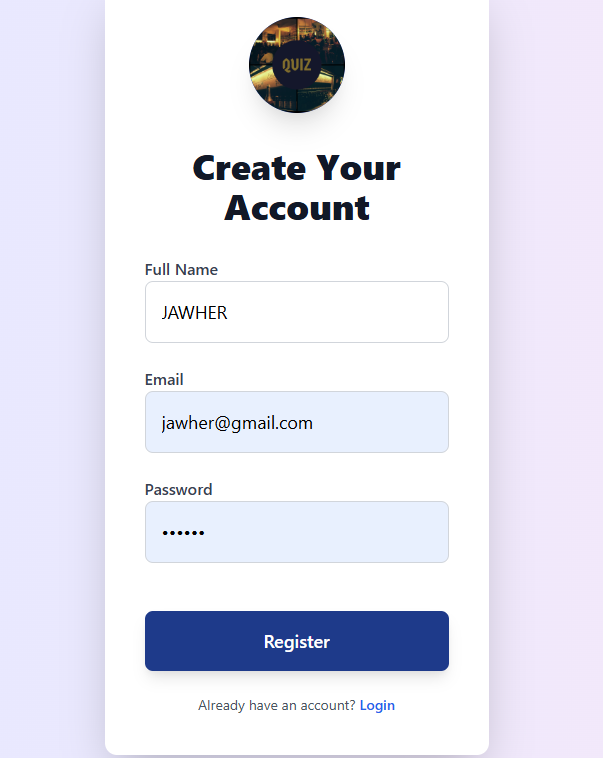 QUIZ
Create Your
Account
Full Name
JAWHER
Email
jawher@gmail.com
Password
••••••
Register
Already have an account? Login